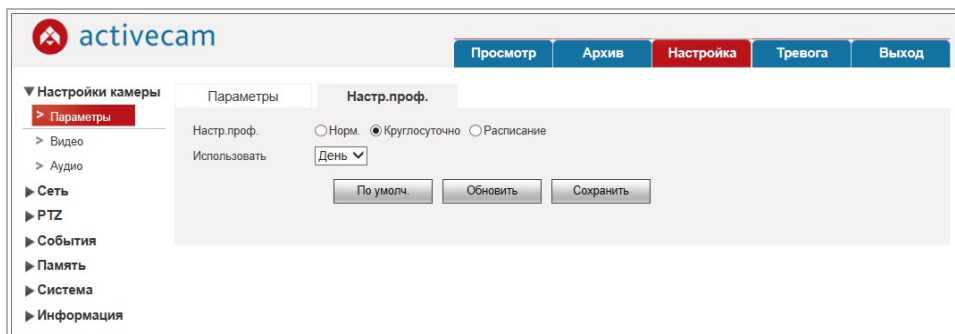 activecam
Просмотр Архив Настройка Тревога Выход
Настройки камеры
> Параметры
> Видео
> Аудио
Сеть
PTZ
События
Память
Система
Информация
Параметры Настр.проф.
Настр.проф. Норм. Круглосуточно Расписание
Использовать День
По умолч. Обновить Сохранить